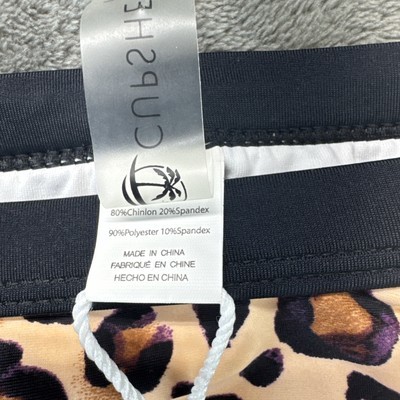 CUPSHE
80%Chinlon 20%Spandex
90%Polyester 10%Spandex
MADE IN CHINA
FABRIQUÉ EN CHINE
HECHO EN CHINA